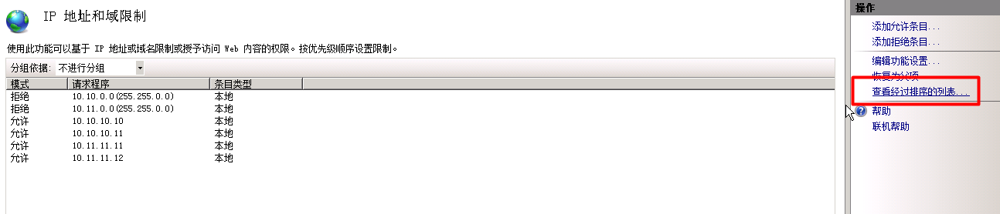 IP 地址和域限制
使用此功能可以基于 IP 地址或域名限制或授予访问 Web 内容的权限。按优先级顺序设置限制。
分组依据: 不进行分组
模式 请求程序 条目类型
拒绝 10.10.0.0(255.255.0.0) 本地
拒绝 10.11.0.0(255.255.0.0) 本地
允许 10.10.10.10 本地
允许 10.10.10.11 本地
允许 10.11.11.11 本地
允许 10.11.11.12 本地
操作
添加允许条目...
添加拒绝条目...
编辑功能设置...
恢复为父项
查看经过排序的列表...
帮助
联机帮助